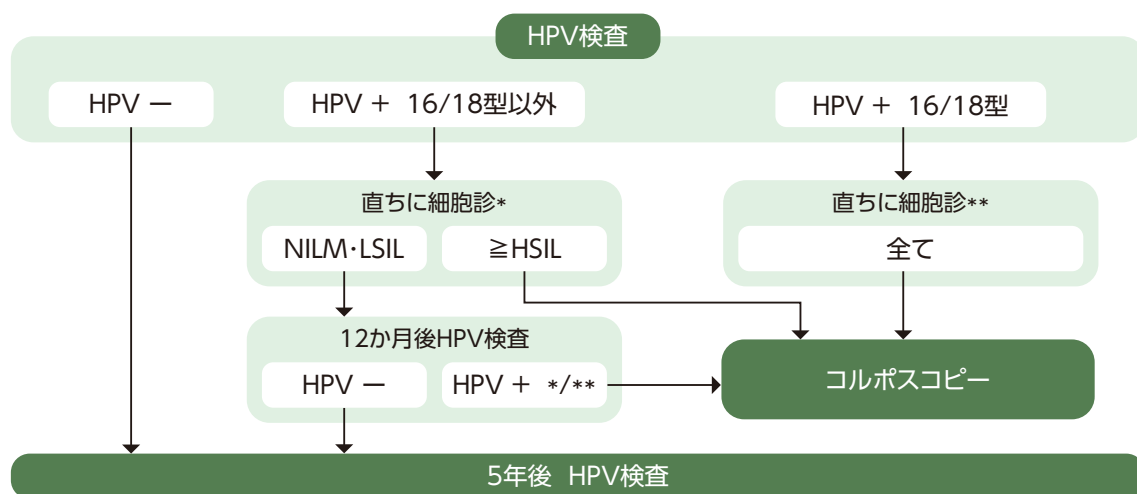 HPV検査
HPV ー
HPV + 16/18型以外
HPV + 16/18型
直ちに細胞診*
直ちに細胞診**
NILM・LSIL
≧HSIL
全て
12か月後HPV検査
HPV ー
HPV + */**
コルポスコピー
5年後 HPV検査